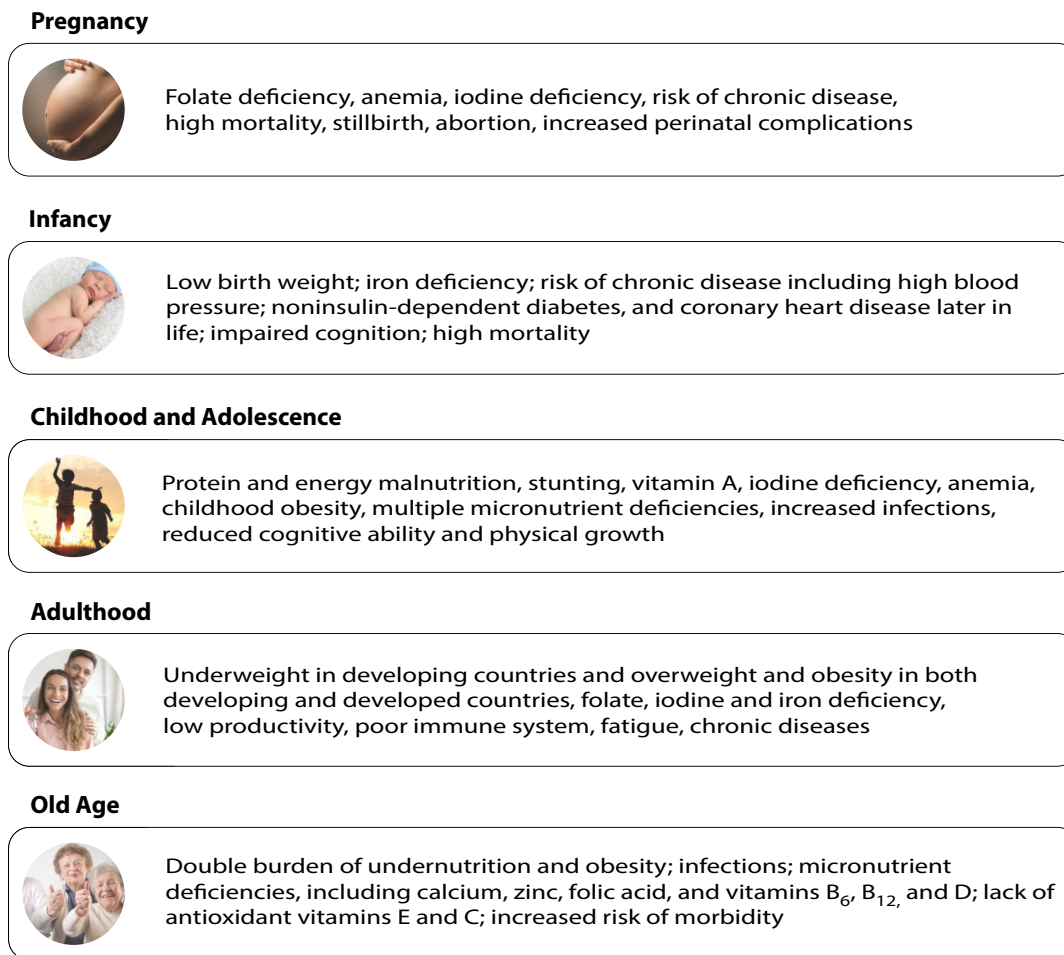 Pregnancy
Folate deficiency, anemia, iodine deficiency, risk of chronic disease,
high mortality, stillbirth, abortion, increased perinatal complications
Infancy
Low birth weight; iron deficiency; risk of chronic disease including high blood
pressure; noninsulin-dependent diabetes, and coronary heart disease later in
life; impaired cognition; high mortality
Childhood and Adolescence
Protein and energy malnutrition, stunting, vitamin A, iodine deficiency, anemia,
childhood obesity, multiple micronutrient deficiencies, increased infections,
reduced cognitive ability and physical growth
Adulthood
Underweight in developing countries and overweight and obesity in both
developing and developed countries, folate, iodine and iron deficiency,
low productivity, poor immune system, fatigue, chronic diseases
Old Age
Double burden of undernutrition and obesity; infections; micronutrient
deficiencies, including calcium, zinc, folic acid, and vitamins B₆, B₁₂, and D; lack of
antioxidant vitamins E and C; increased risk of morbidity